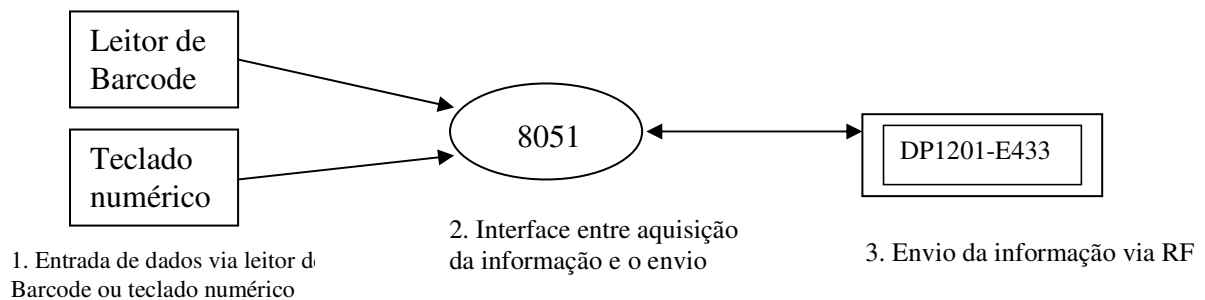 Leitor de
Barcode
Teclado
numérico
8051
DP1201-E433
1. Entrada de dados via leitor
Barcode ou teclado numérico
2. Interface entre aquisição
da informação e o envio
3. Envio da informação via RF